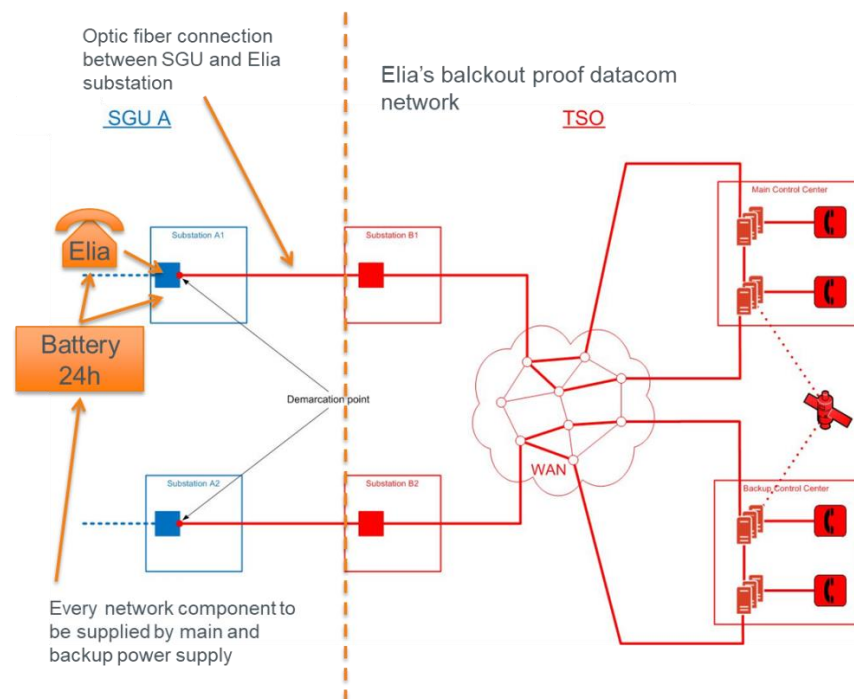 Optic fiber connection
between SGU and Elia
substation
Elia's balckout proof datacom
network
SGU A
TSO
Main Control Center
Substation A1
Substation B1
Elia
Battery
24h
Demarcation point
WAN
Substation A2
Substation B2
Backup Control Center
Every network component to
be supplied by main and
backup power supply